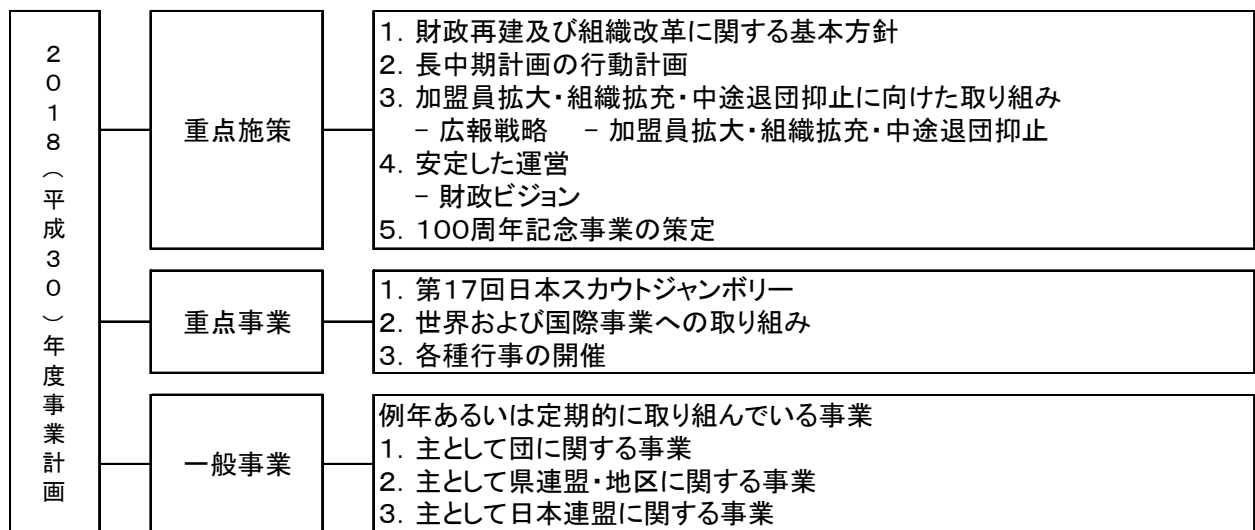 2018（平成30）年度事業計画
重点施策
1．財政再建及び組織改革に関する基本方針
2．長中期計画の行動計画
3．加盟員拡大・組織拡充・中途退団抑止に向けた取り組み
－ 広報戦略　－ 加盟員拡大・組織拡充・中途退団抑止
4．安定した運営
－ 財政ビジョン
5．100周年記念事業の策定
重点事業
1．第17回日本スカウトジャンボリー
2．世界および国際事業への取り組み
3．各種行事の開催
一般事業
例年あるいは定期的に取り組んでいる事業
1．主として団に関する事業
2．主として県連盟・地区に関する事業
3．主として日本連盟に関する事業